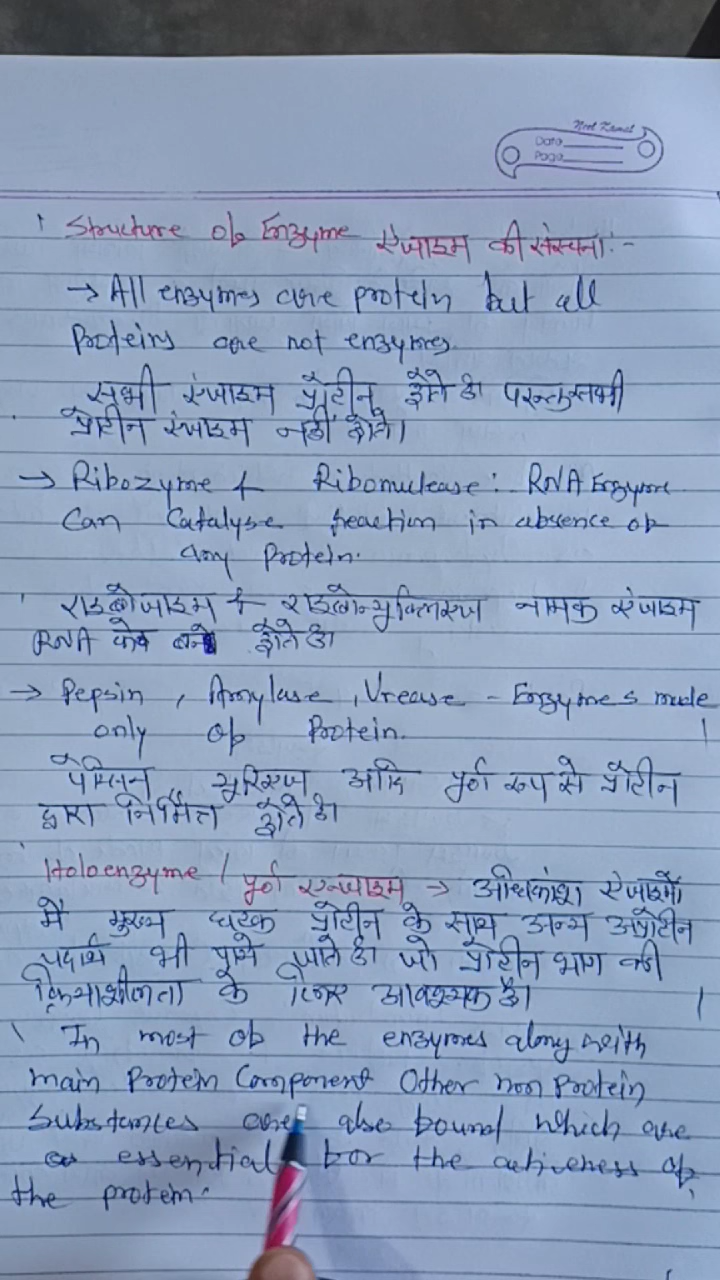 Neel Kamal
Date
Page
Structure of Enzyme एंजाइम की संरचना :-
→ All enzymes are protein but all
Proteins are not enzymes.
सभी एंजाइम प्रोटीन होते है परन्तु सभी
प्रोटीन एंजाइम नही होते।
→ Ribozyme & Ribonuclease: RNA Enzyme
Can Catalyse reaction in absence of
any Protein.
राइबोजाइम & राइबोन्युक्लिएज नामक एंजाइम
RNA के बने होते है।
→ Pepsin, Amylase, Urease - Enzymes made
only of Protein.
पेप्सिन यूरिएज आदि पूर्ण रूप से प्रोटीन
द्वारा निर्मित होते है।
Holoenzyme / पूर्ण एन्जाइम → अधिकांश एंजाइमों
मे मुख्य घटक प्रोटीन के साथ अन्य अप्रोटीन
पदार्थ भी पाये जाते है। जो प्रोटीन भाग की
क्रियाशीलता के लिए आवश्यक है।
In most of the enzymes along with
main Protein Component Other non Protein
Substances are also bound which are
essential for the activeness of
the protein.